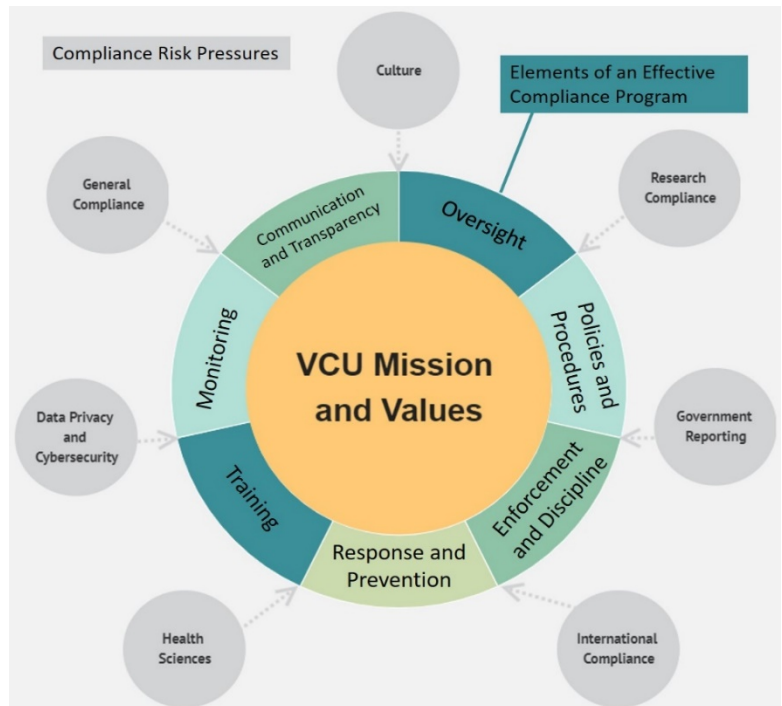 Compliance Risk Pressures
Culture
Elements of an Effective
Compliance Program
General
Compliance
Communication
and Transparency
Oversight
Research
Compliance
Monitoring
VCU Mission
and Values
Policies and
Procedures
Data Privacy
and
Cybersecurity
Government
Reporting
Training
Enforcement
and Discipline
Response and
Prevention
Health
Sciences
International
Compliance